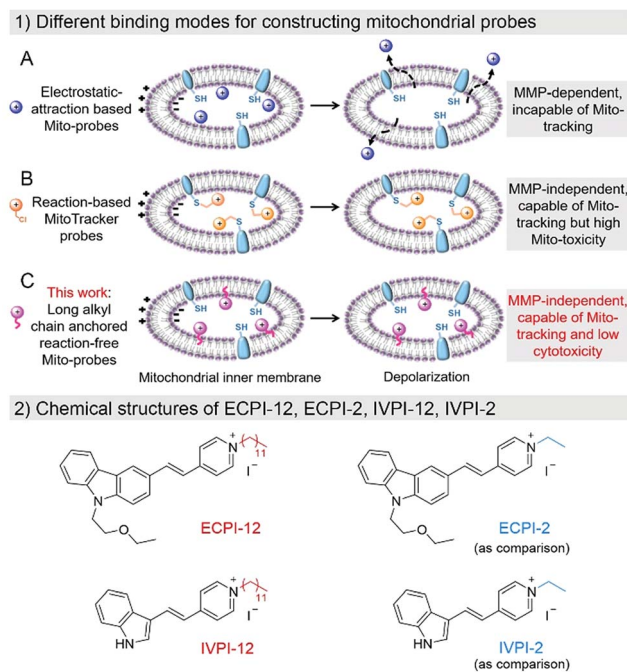 1) Different binding modes for constructing mitochondrial probes
A
Electrostatic-
attraction based
Mito-probes
+
SH
SH
SH
SH
SH
SH
MMP-dependent,
incapable of Mito-
tracking
B
Reaction-based
MitoTracker
probes
+
Cl
S
S
S
S
S
S
MMP-independent,
capable of Mito-
tracking but high
Mito-toxicity
C
This work:
Long alkyl
chain anchored
reaction-free
Mito-probes
+
SH
SH
SH
SH
SH
SH
MMP-independent,
capable of Mito-
tracking and low
cytotoxicity
Mitochondrial inner membrane
Depolarization
2) Chemical structures of ECPI-12, ECPI-2, IVPI-12, IVPI-2
N+
11
I−
N
O
ECPI-12
N+
I−
N
O
ECPI-2
(as comparison)
N+
11
I−
N
H
IVPI-12
N+
I−
N
H
IVPI-2
(as comparison)